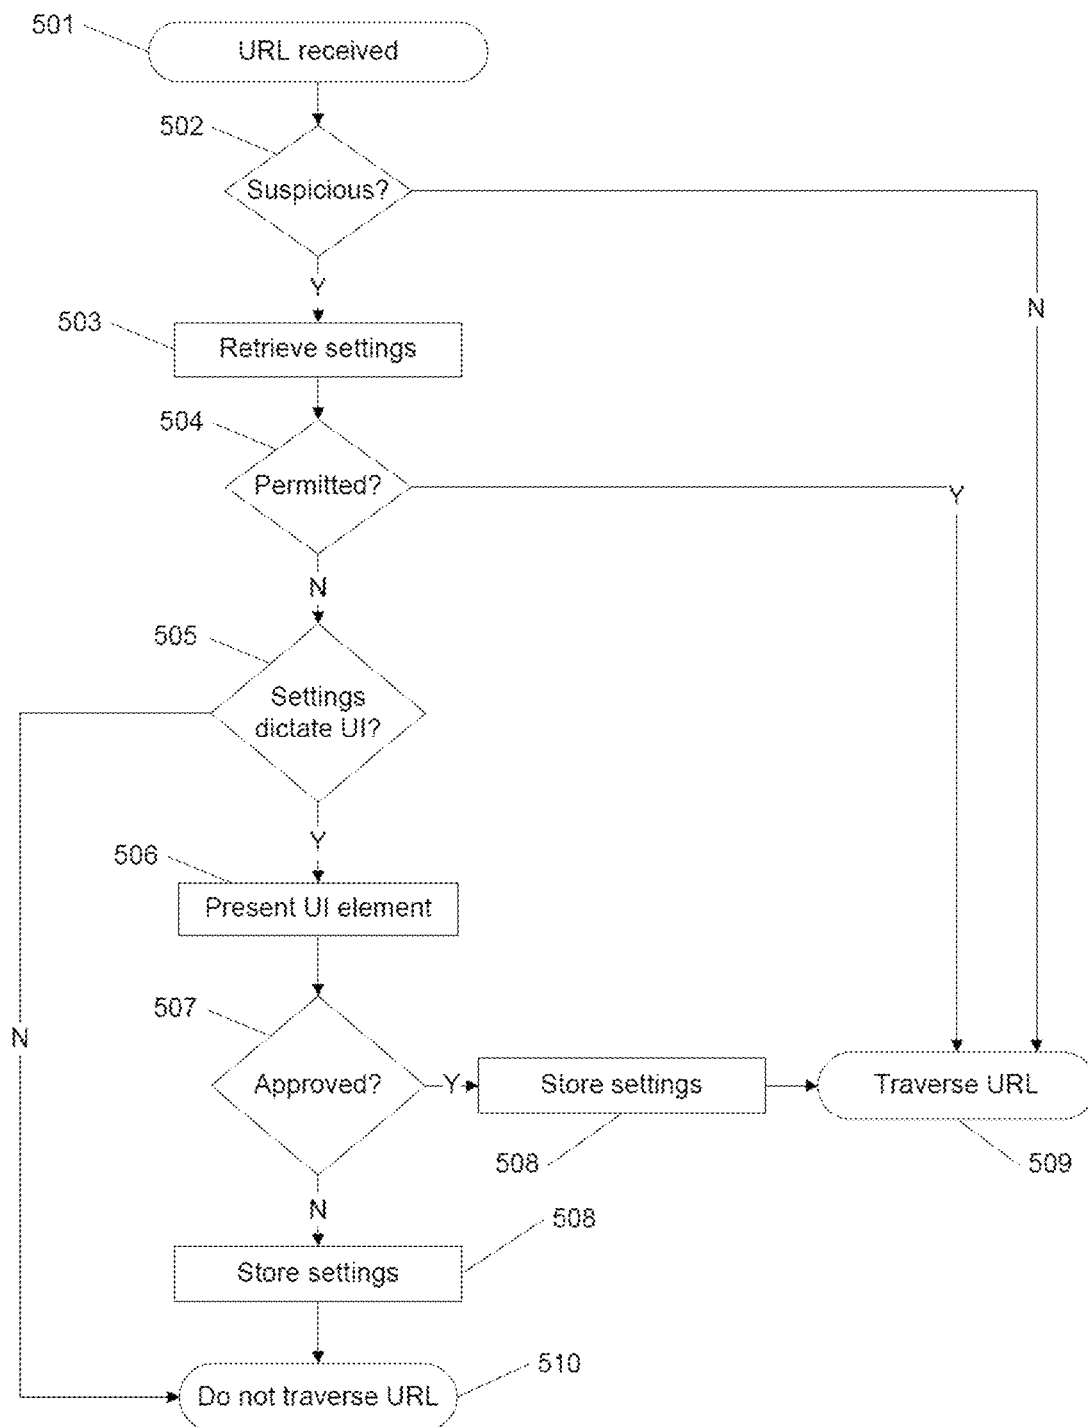 501
URL received
502
Suspicious?
Y
N
503
Retrieve settings
504
Permitted?
Y
N
505
Settings
dictate UI?
Y
506
Present UI element
N
507
Approved?
Y
Store settings
Traverse URL
508
509
N
508
Store settings
510
Do not traverse URL